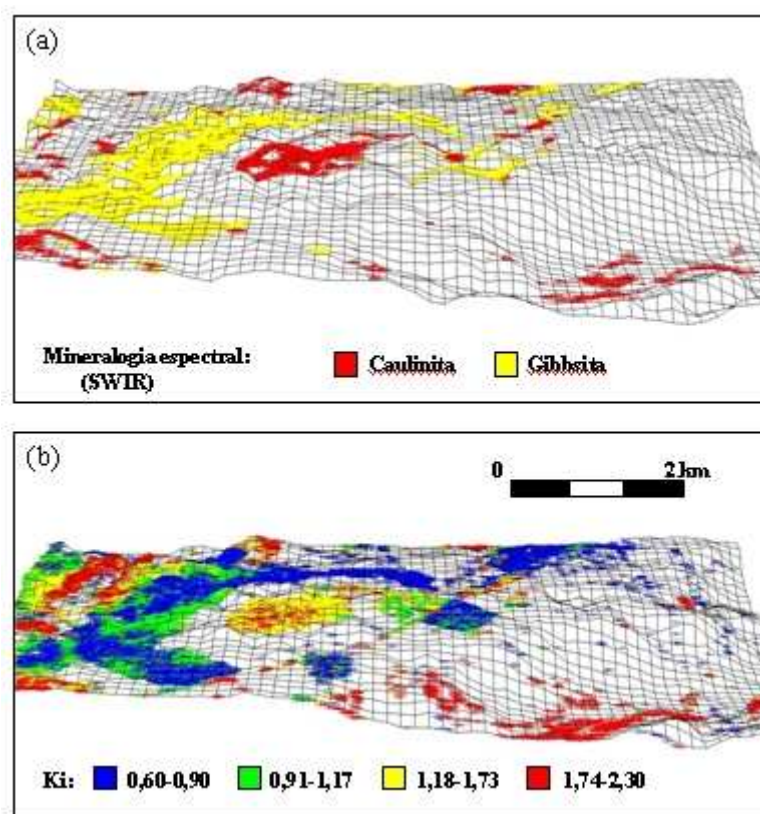 (a)
Mineralogia espectral: Caulinita Gibbsita
(SWIR)
(b)
0 2 km
Ki: 0,60-0,90 0,91-1,17 1,18-1,73 1,74-2,30